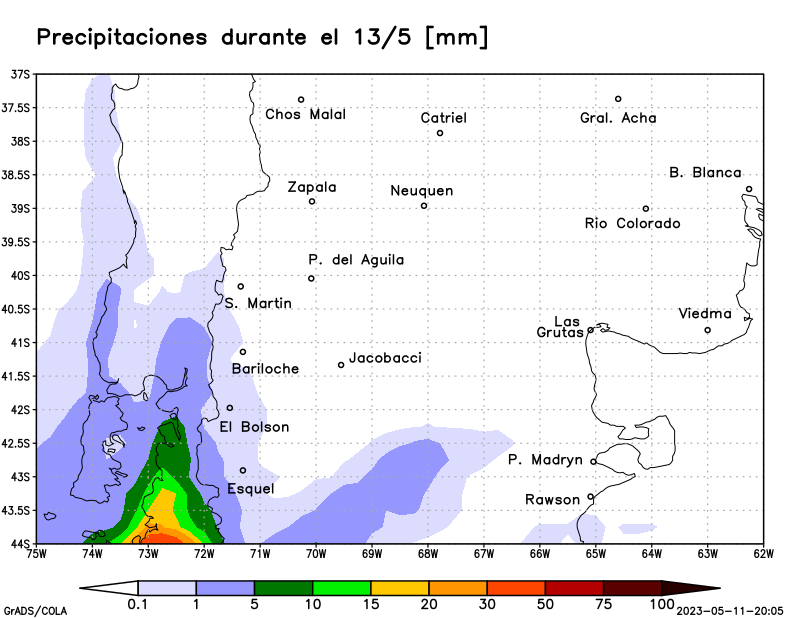 Precipitaciones durante el 13/5 [mm]
37S
37.5S
38S
38.5S
39S
39.5S
40S
40.5S
41S
41.5S
42S
42.5S
43S
43.5S
44S
Chos Malal
Catriel
Gral. Acha
B. Blanca
Zapala
Neuquen
Rio Colorado
P. del Aguila
S. Martin
Las
Grutas
Viedma
Bariloche
Jacobacci
El Bolson
P. Madryn
Esquel
Rawson
75W 74W 73W 72W 71W 70W 69W 68W 67W 66W 65W 64W 63W 62W
0.1 1 5 10 15 20 30 50 75 100
GrADS/COLA
2023-05-11-20:05